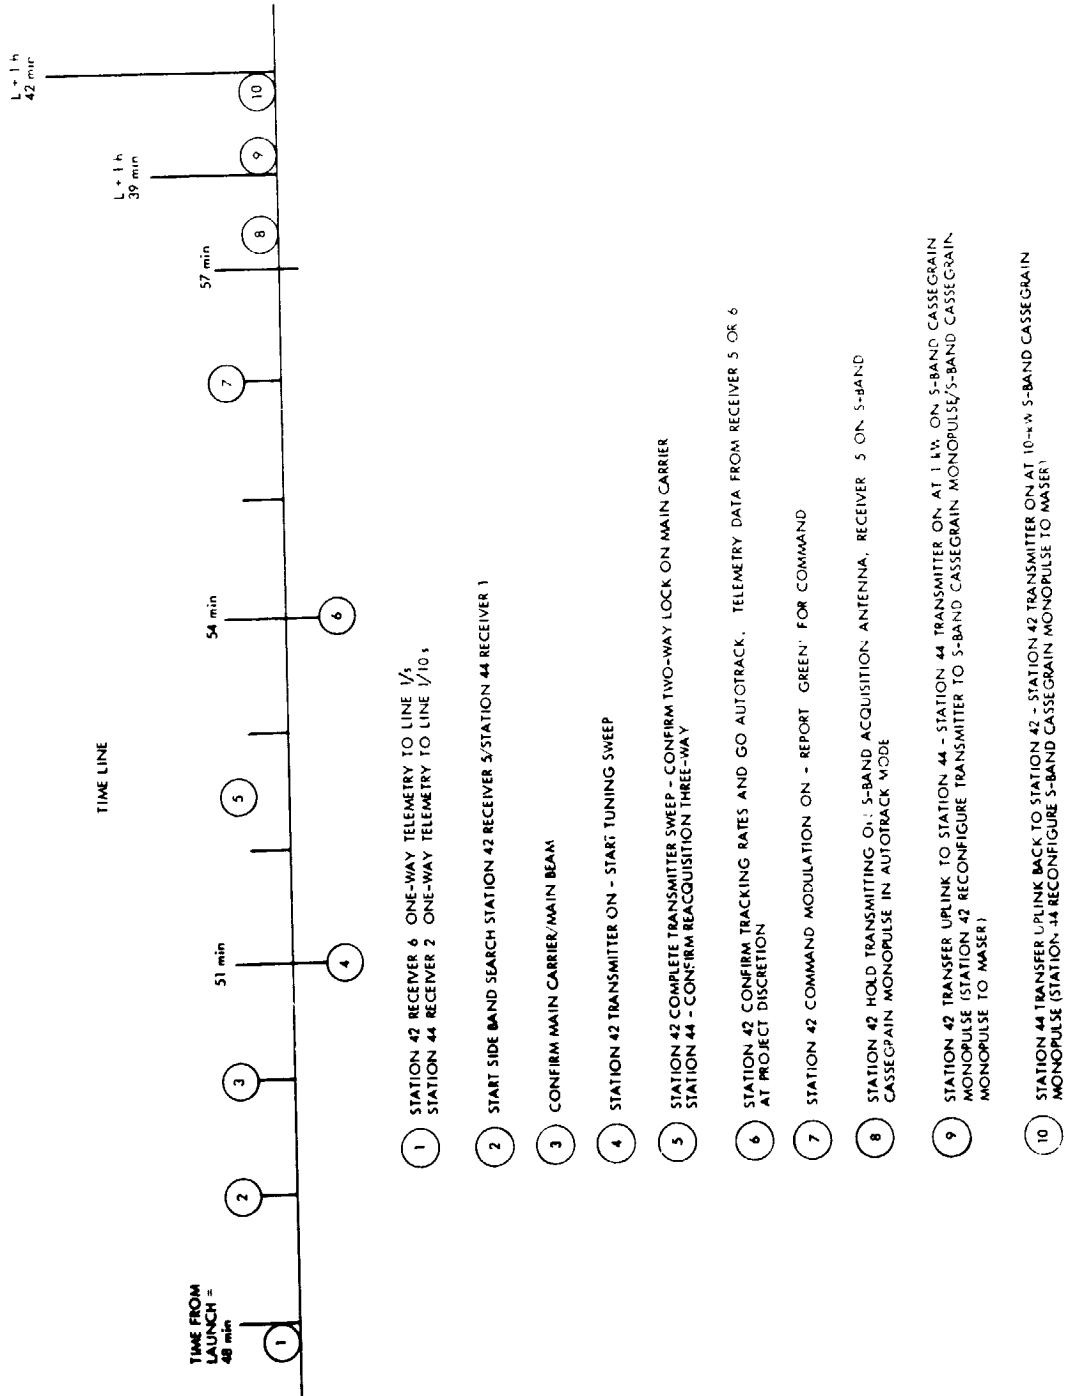 TIME LINE
TIME FROM
LAUNCH =
48 min
51 min
54 min
57 min
L + 1 h
39 min
L + 1 h
42 min
1
2
3
4
5
6
7
8
9
10
1 STATION 42 RECEIVER 6 ONE-WAY TELEMETRY TO LINE 1/s
STATION 44 RECEIVER 2 ONE-WAY TELEMETRY TO LINE 1/10 s
2 START SIDE BAND SEARCH STATION 42 RECEIVER 5/STATION 44 RECEIVER 1
3 CONFIRM MAIN CARRIER/MAIN BEAM
4 STATION 42 TRANSMITTER ON - START TUNING SWEEP
5 STATION 42 COMPLETE TRANSMITTER SWEEP - CONFIRM TWO-WAY LOCK ON MAIN CARRIER
STATION 44 - CONFIRM REACQUISITION THREE-WAY
6 STATION 42 CONFIRM TRACKING RATES AND GO AUTOTRACK. TELEMETRY DATA FROM RECEIVER 5 OR 6
AT PROJECT DISCRETION
7 STATION 42 COMMAND MODULATION ON - REPORT GREEN' FOR COMMAND
8 STATION 42 HOLD TRANSMITTING ON S-BAND ACQUISITION ANTENNA, RECEIVER 5 ON S-BAND
CASSEGRAIN MONOPULSE IN AUTOTRACK MODE
9 STATION 42 TRANSFER UPLINK TO STATION 44 - STATION 44 TRANSMITTER ON AT 1 kW ON S-BAND CASSEGRAIN
MONOPULSE (STATION 42 RECONFIGURE TRANSMITTER TO S-BAND CASSEGRAIN MONOPULSE/S-BAND CASSEGRAIN
MONOPULSE TO MASER)
10 STATION 44 TRANSFER UPLINK BACK TO STATION 42 - STATION 42 TRANSMITTER ON AT 10-kW S-BAND CASSEGRAIN
MONOPULSE (STATION 44 RECONFIGURE S-BAND CASSEGRAIN MONOPULSE TO MASER)